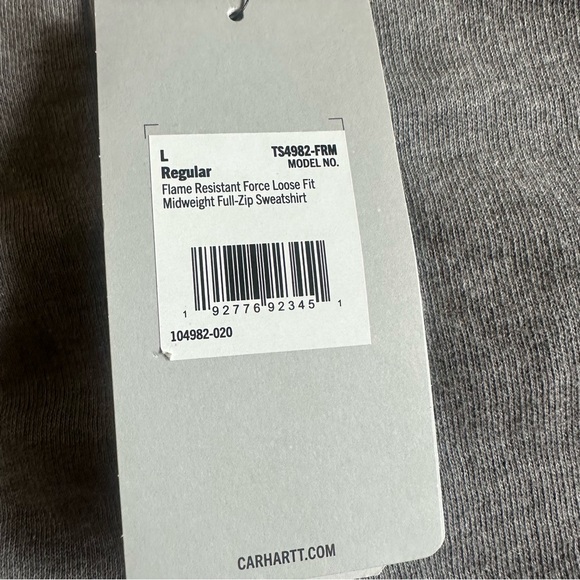 L
Regular
TS4982-FRM
MODEL NO.
Flame Resistant Force Loose Fit
Midweight Full-Zip Sweatshirt
1 92776 92345 1
104982-020
CARHARTT.COM